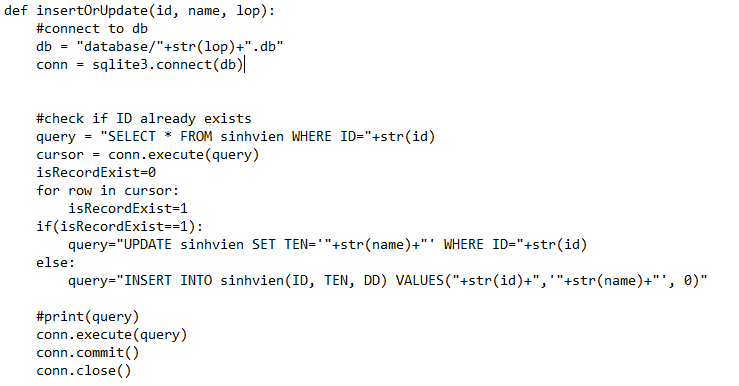 def insertOrUpdate(id, name, lop):
    #connect to db
    db = "database/"+str(lop)+".db"
    conn = sqlite3.connect(db)
    #check if ID already exists
    query = "SELECT * FROM sinhvien WHERE ID="+str(id)
    cursor = conn.execute(query)
    isRecordExist=0
    for row in cursor:
        isRecordExist=1
    if(isRecordExist==1):
        query="UPDATE sinhvien SET TEN='"+str(name)+"' WHERE ID="+str(id)
    else:
        query="INSERT INTO sinhvien(ID, TEN, DD) VALUES("+str(id)+",'"+str(name)+"', 0)"
    #print(query)
    conn.execute(query)
    conn.commit()
    conn.close()